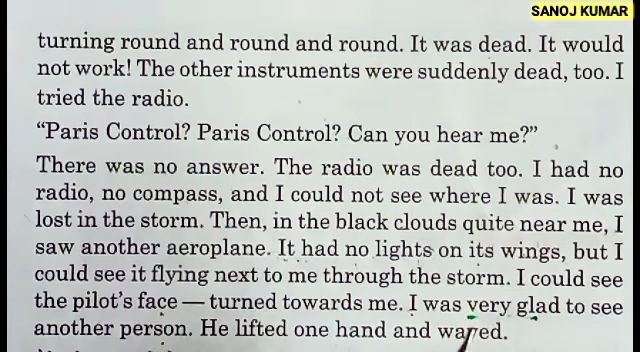 SANOJ KUMAR
turning round and round and round. It was dead. It would
not work! The other instruments were suddenly dead, too. I
tried the radio.
“Paris Control? Paris Control? Can you hear me?”
There was no answer. The radio was dead too. I had no
radio, no compass, and I could not see where I was. I was
lost in the storm. Then, in the black clouds quite near me, I
saw another aeroplane. It had no lights on its wings, but I
could see it flying next to me through the storm. I could see
the pilot’s face — turned towards me. I was very glad to see
another person. He lifted one hand and waved.